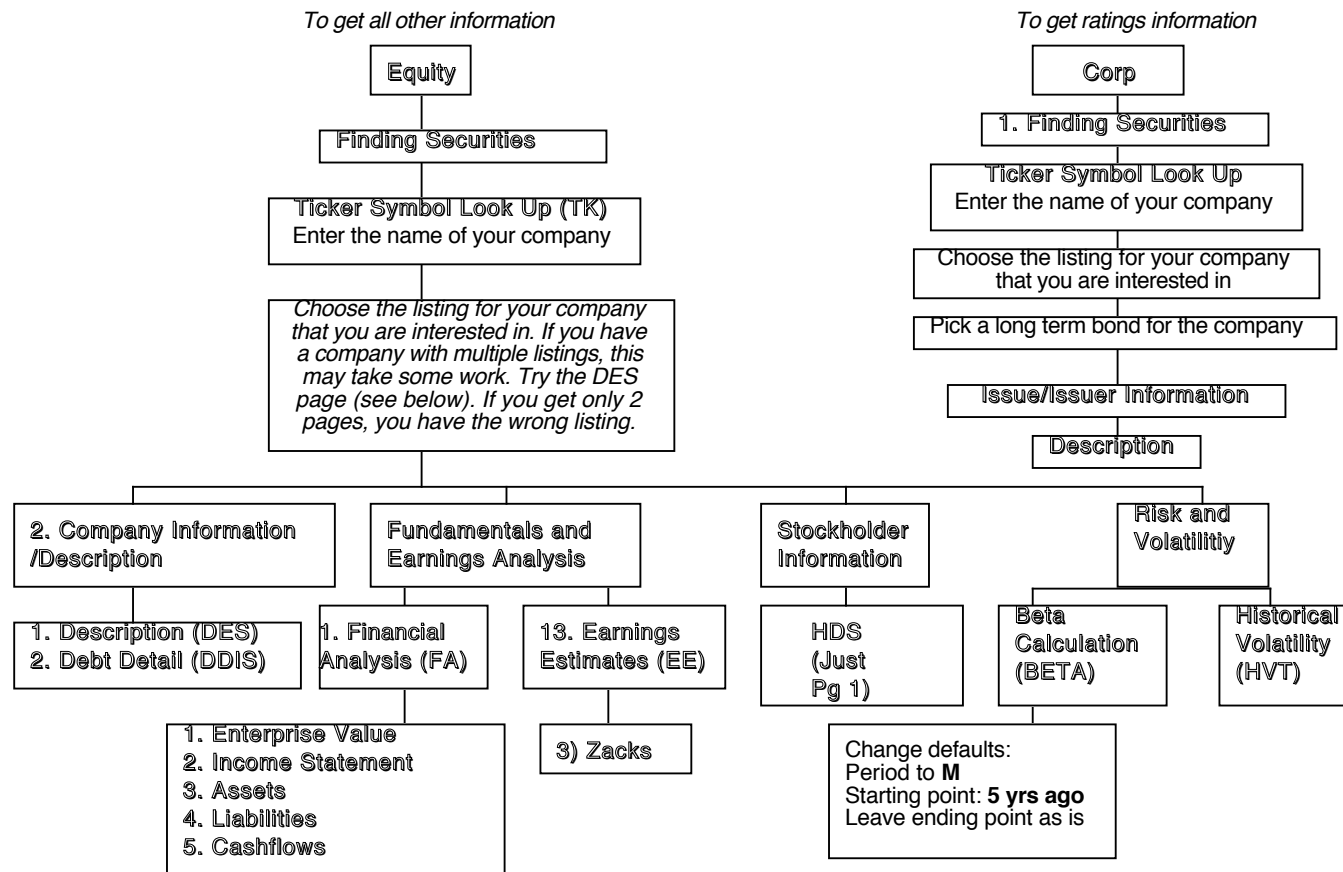 To get all other information
Equity
Finding Securities
Ticker Symbol Look Up (TK)
Enter the name of your company
Choose the listing for your company
that you are interested in. If you have
a company with multiple listings, this
may take some work. Try the DES
page (see below). If you get only 2
pages, you have the wrong listing.
To get ratings information
Corp
1. Finding Securities
Ticker Symbol Look Up
Enter the name of your company
Choose the listing for your company
that you are interested in
Pick a long term bond for the company
Issue/Issuer Information
Description
2. Company Information
/Description
1. Description (DES)
2. Debt Detail (DDIS)
Fundamentals and
Earnings Analysis
1. Financial
Analysis (FA)
1. Enterprise Value
2. Income Statement
3. Assets
4. Liabilities
5. Cashflows
13. Earnings
Estimates (EE)
3) Zacks
Stockholder
Information
HDS
(Just
Pg 1)
Risk and
Volatilitiy
Beta
Calculation
(BETA)
Change defaults:
Period to M
Starting point: 5 yrs ago
Leave ending point as is
Historical
Volatility
(HVT)